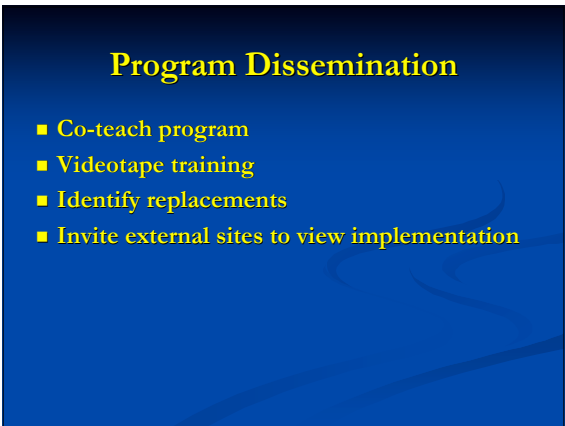 Program Dissemination
Co-teach program
Videotape training
Identify replacements
Invite external sites to view implementation